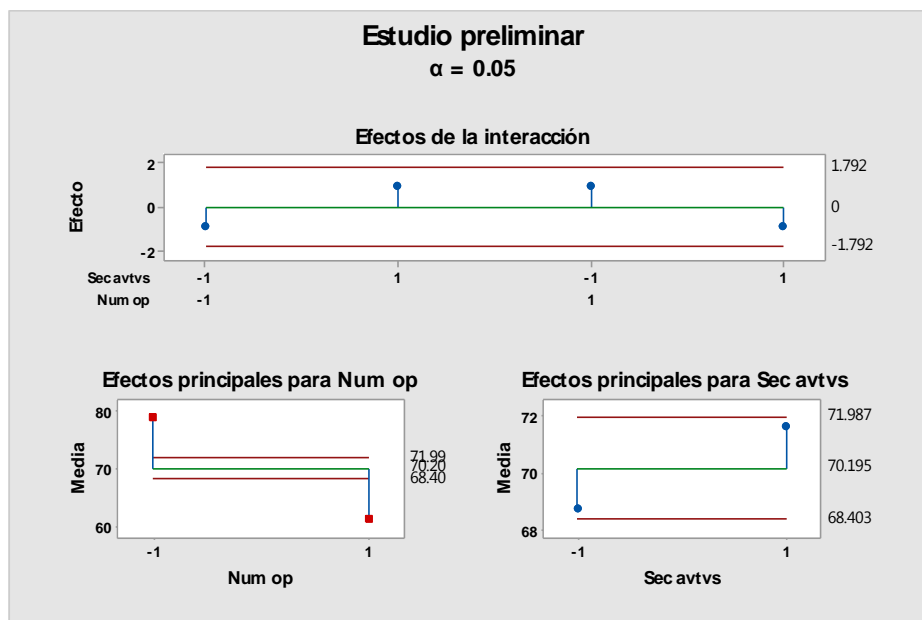 Estudio preliminar
α = 0.05
Efectos de la interacción
Efecto
2
0
-2
1.792
0
-1.792
Sec avtvs -1 1 -1 1
Num op -1 1
Efectos principales para Num op
Media
80
70
60
71.99
70.20
68.40
-1 1
Num op
Efectos principales para Sec avtvs
Media
72
70
68
71.987
70.195
68.403
-1 1
Sec avtvs